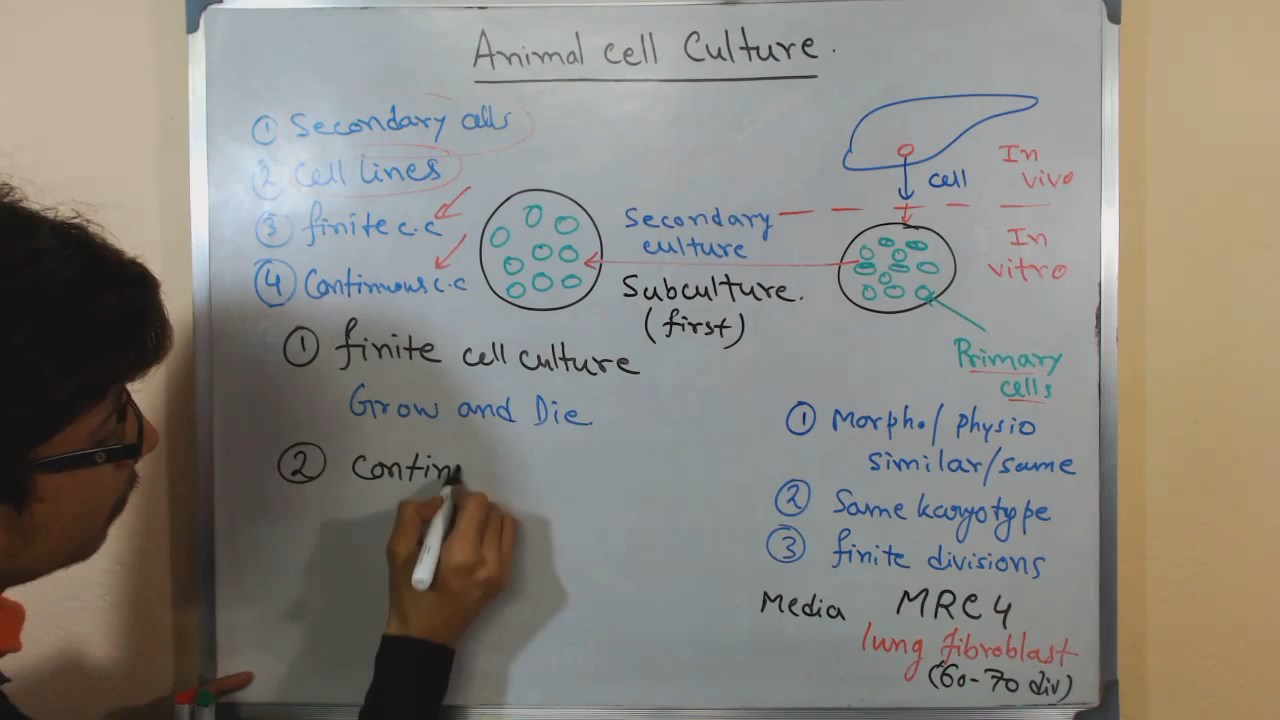 Animal cell Culture.
① Secondary cells
② Cell Lines
③ finite c.c
④ Continuous c.c
Secondary
culture
Subculture.
(first)
cell
In
vivo
In
vitro
Primary
cells
① finite cell culture
Grow and Die
② contin
① Morpho/physio
similar/same
② Same karyotype
③ finite divisions
Media MRC4
lung fibroblast
(60-70 div)